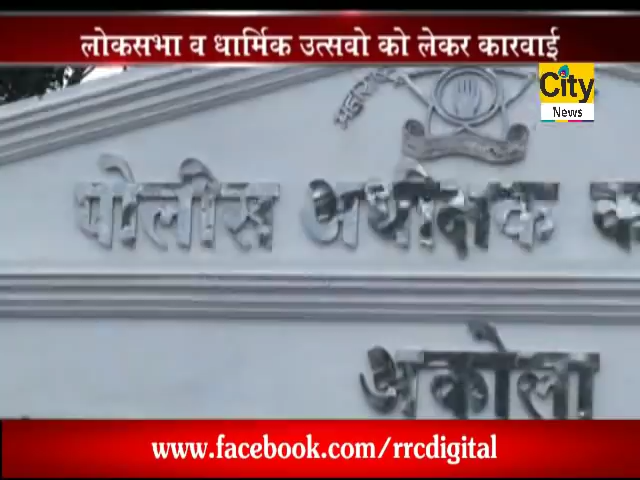 लोकसभा व धार्मिक उत्सवो को लेकर कारवाई
City
News
पोलीस अधीक्षक
अकोला
www.facebook.com/rrcdigital